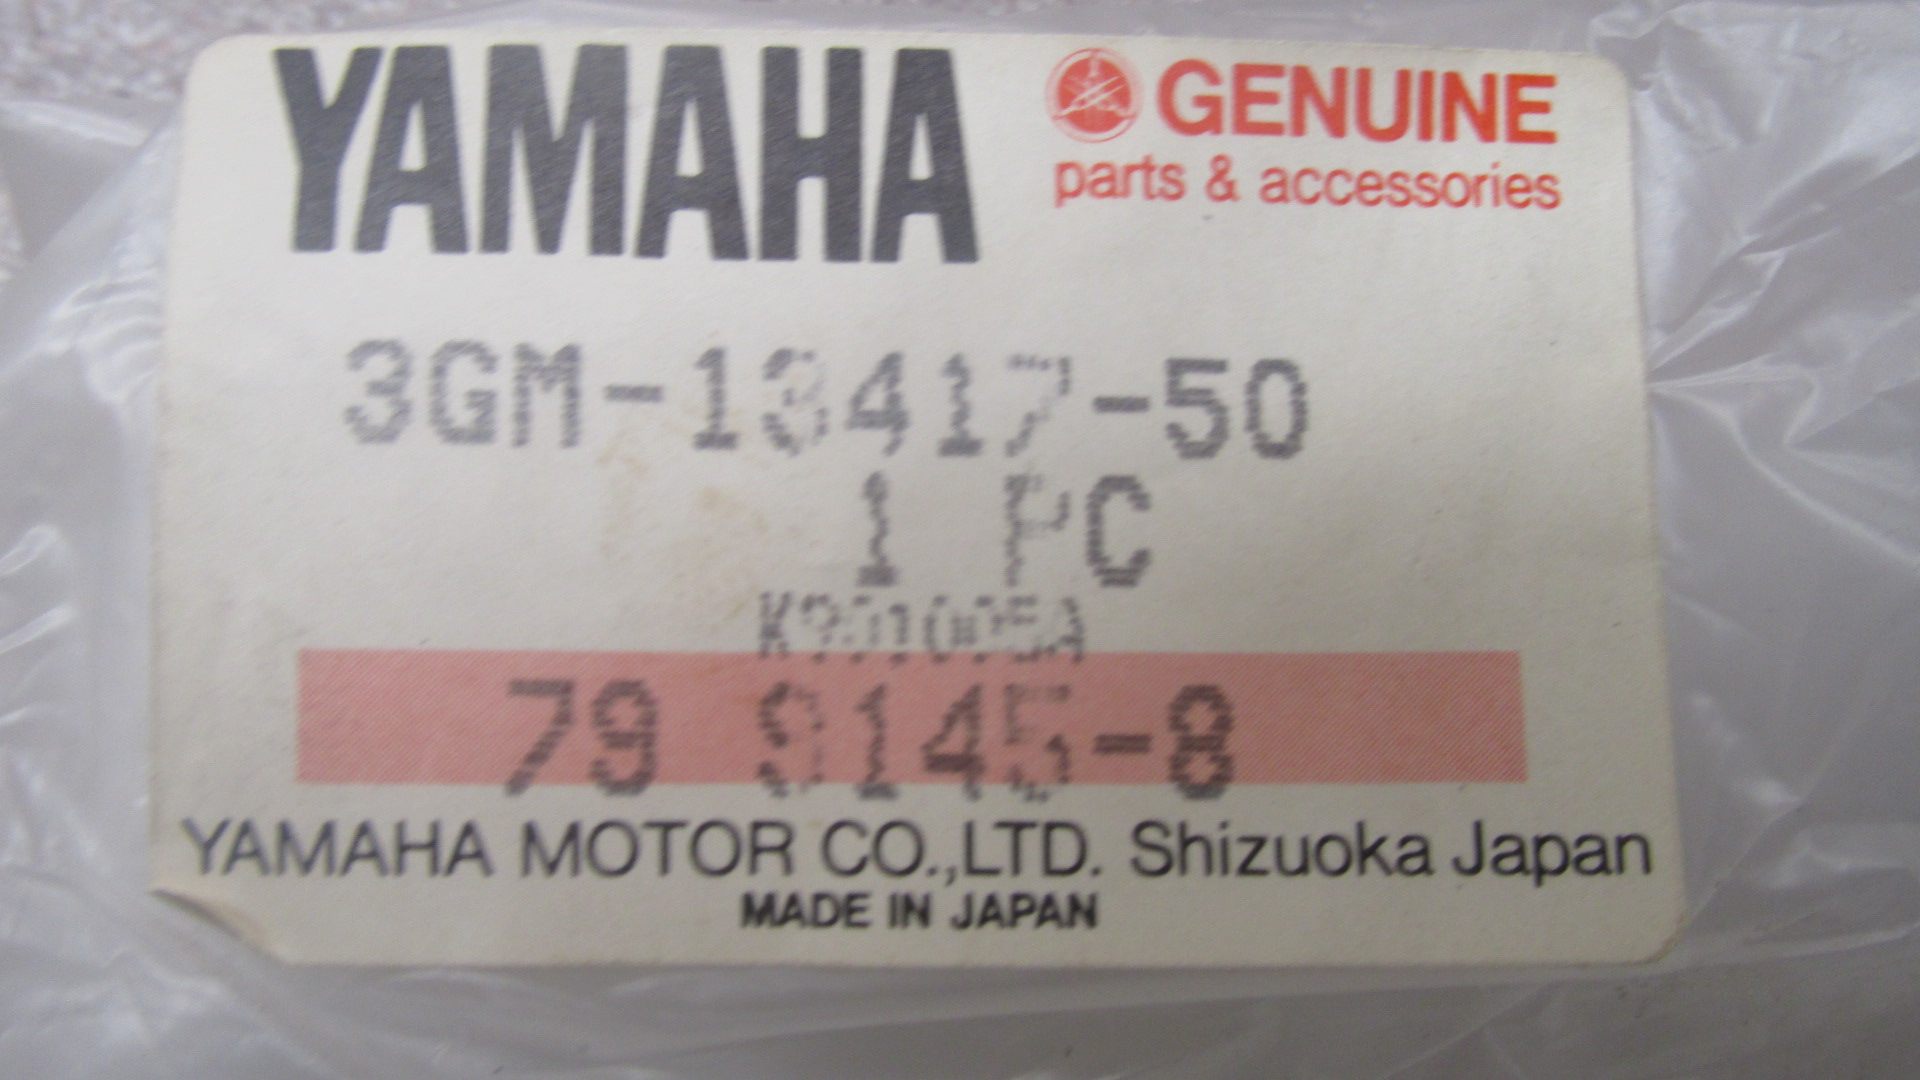 YAMAHA
GENUINE
parts & accessories
3GM-13417-50
1 PC
79 9145-8
YAMAHA MOTOR CO.,LTD. Shizuoka Japan
MADE IN JAPAN